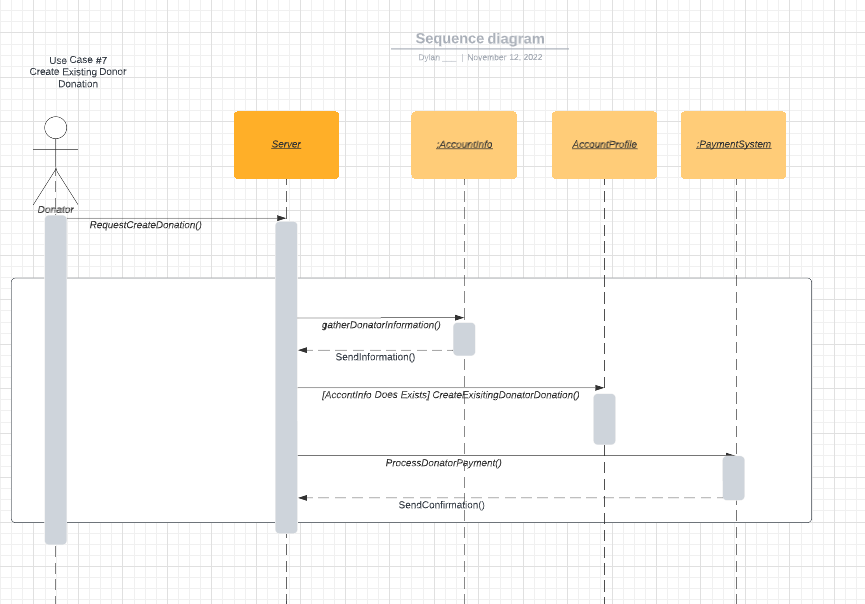 Sequence diagram
Dylan ___ | November 12, 2022
Use Case #7
Create Existing Donor
Donation
Server
:AccountInfo
AccountProfile
:PaymentSystem
Donator
RequestCreateDonation()
gatherDonatorInformation()
SendInformation()
[AccontInfo Does Exists] CreateExisitingDonatorDonation()
ProcessDonatorPayment()
SendConfirmation()